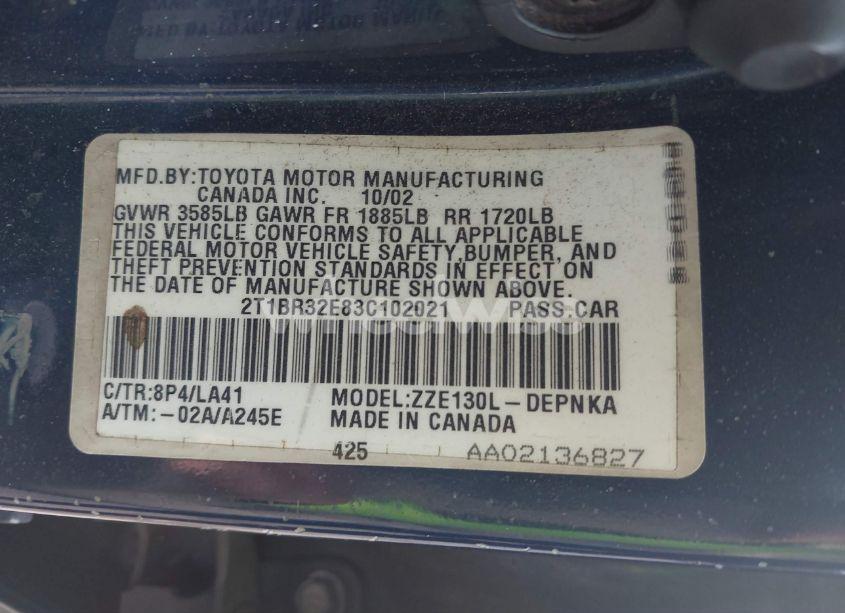 MFD.BY:TOYOTA MOTOR MANUFACTURING
CANADA INC. 10/02
GVWR 3585LB GAWR FR 1885LB RR 1720LB
THIS VEHICLE CONFORMS TO ALL APPLICABLE
FEDERAL MOTOR VEHICLE SAFETY,BUMPER, AND
THEFT PREVENTION STANDARDS IN EFFECT ON
THE DATE OF MANUFACTURE SHOWN ABOVE.
2T1BR32E83C102021 PASS.CAR
C/TR:8P4/LA41 MODEL:ZZE130L-DEPNKA
A/TM:-02A/A245E MADE IN CANADA
425 AA02136827